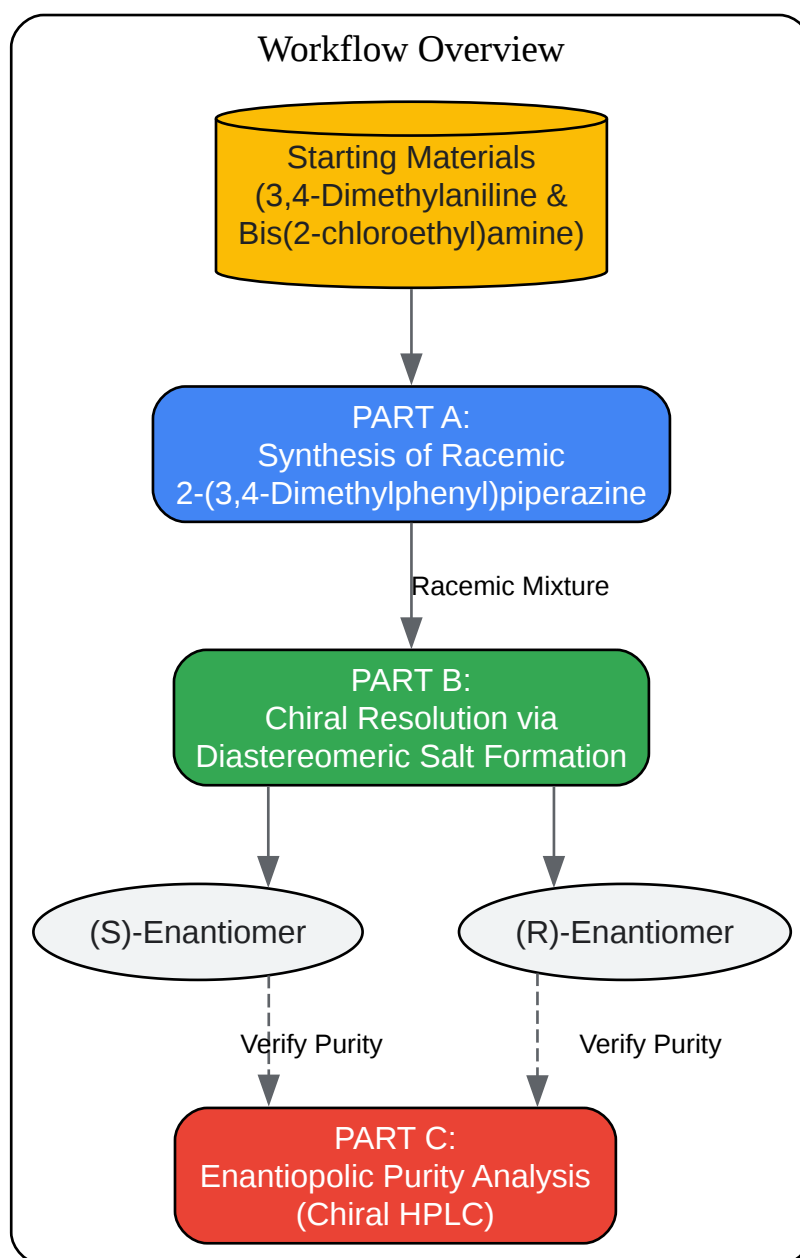 Workflow Overview
Starting Materials
(3,4-Dimethylaniline &
Bis(2-chloroethyl)amine)
PART A:
Synthesis of Racemic
2-(3,4-Dimethylphenyl)piperazine
Racemic Mixture
PART B:
Chiral Resolution via
Diastereomeric Salt Formation
(S)-Enantiomer
(R)-Enantiomer
Verify Purity
Verify Purity
PART C:
Enantiopolic Purity Analysis
(Chiral HPLC)